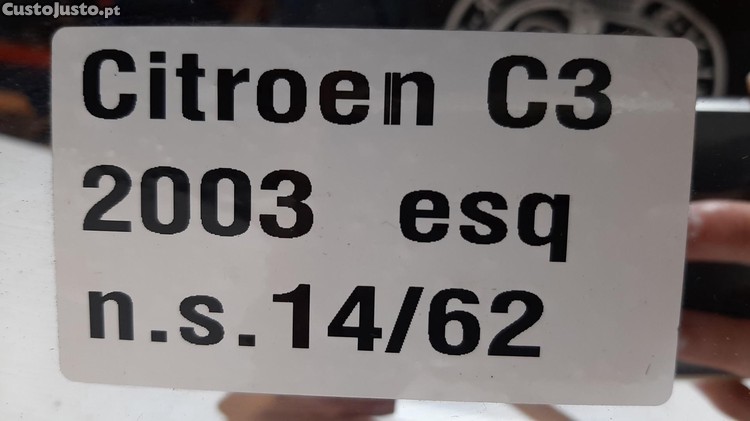 CustoJusto.pt
Citroen C3
2003 esq
n.s.14/62